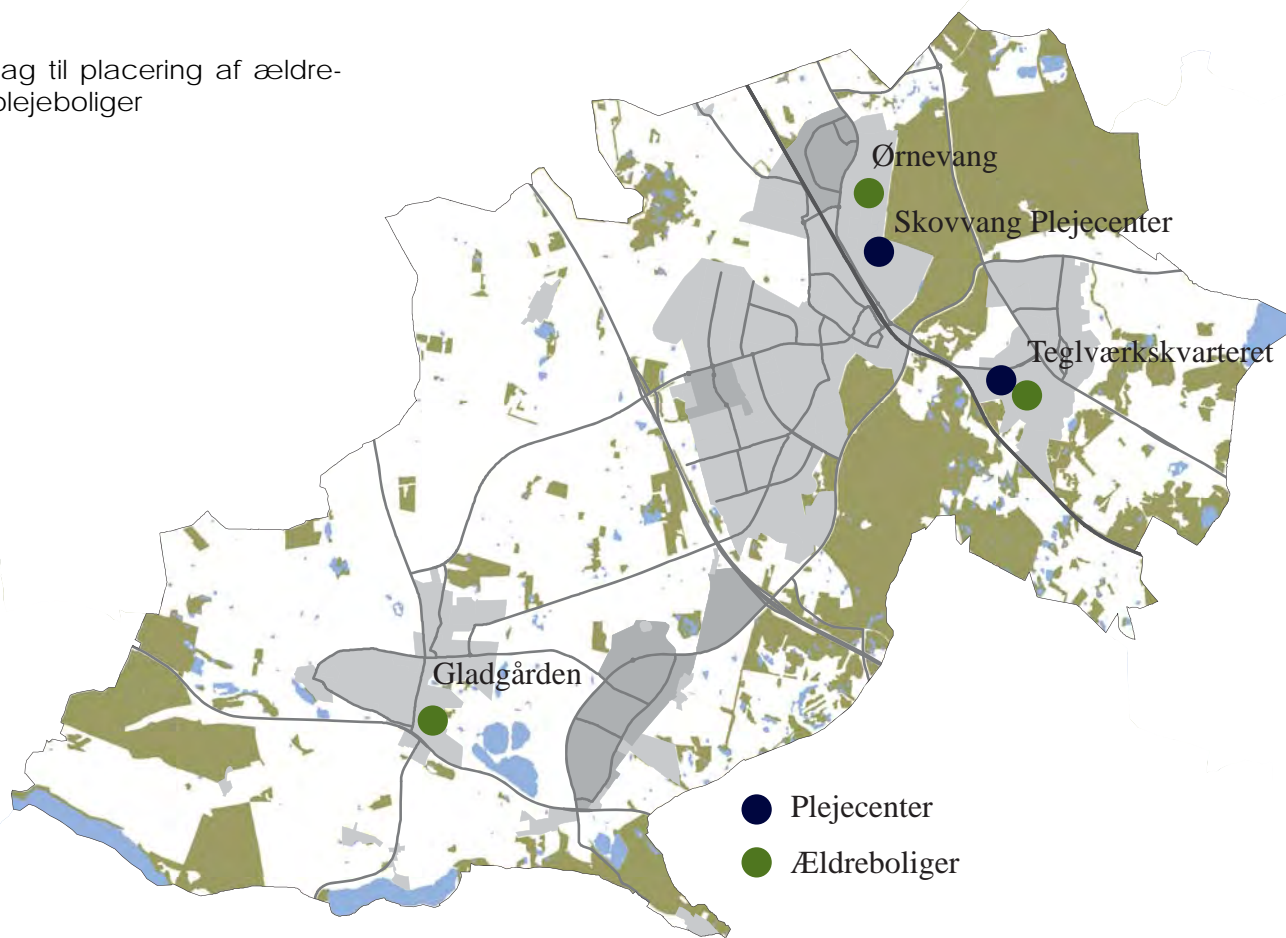 ag til placering af ældre-
plejeboliger
Ørnevang
Skovvang Plejecenter
Teglværkskvarteret
Gladgården
Plejecenter
Ældreboliger